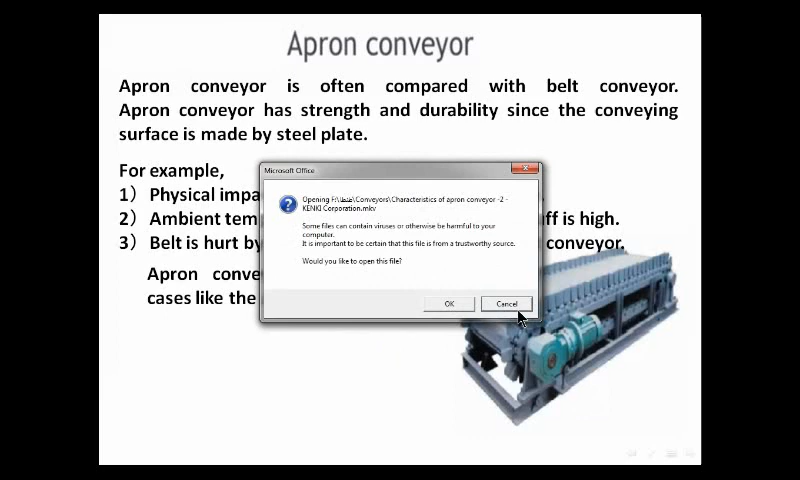 Apron conveyor
Apron conveyor is often compared with belt conveyor.
Apron conveyor has strength and durability since the conveying
surface is made by steel plate.
For example,
1) Physical impa
2) Ambient tem
uff is high.
3) Belt is hurt by
conveyor.
Apron conve
cases like the
Microsoft Office
Opening F:\ \Conveyors\Characteristics of apron conveyor -2 -
KENKI Corporation.mkv
Some files can contain viruses or otherwise be harmful to your
computer.
It is important to be certain that this file is from a trustworthy source.
Would you like to open this file?
OK
Cancel